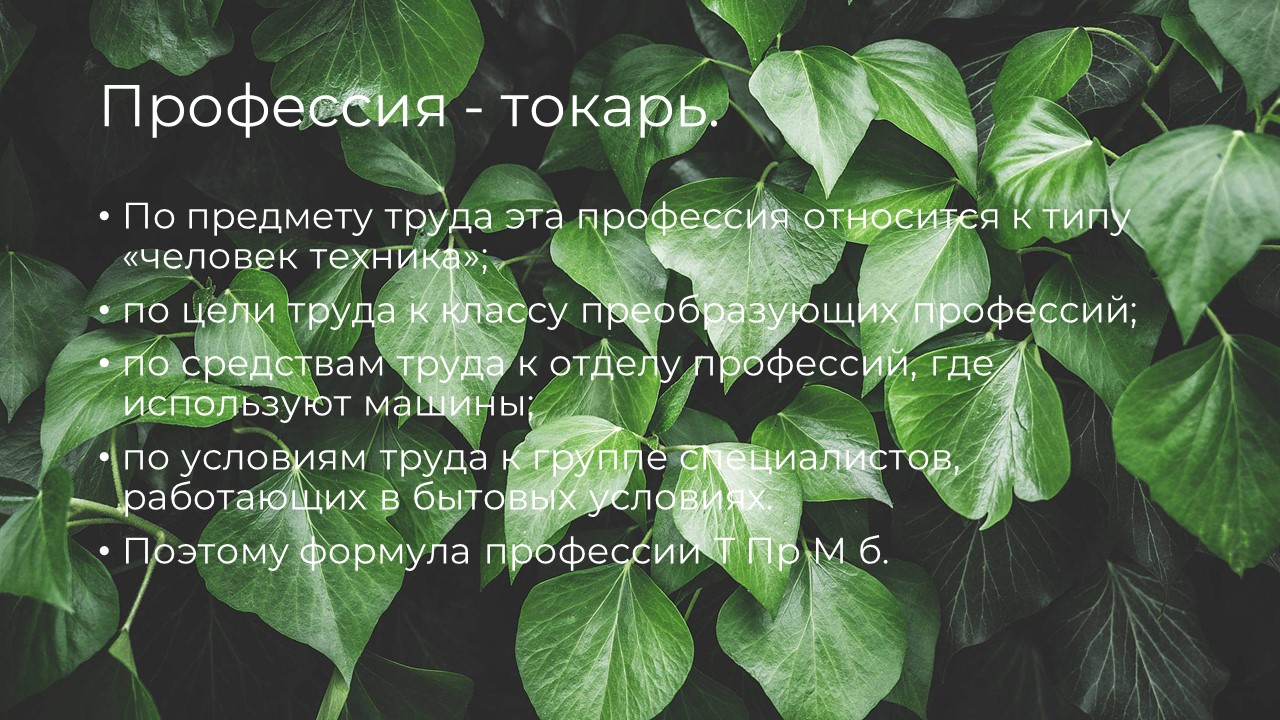 Профессия - токарь.
• По предмету труда эта профессия относится к типу
«человек техника»;
• по цели труда к классу преобразующих профессий;
• по средствам труда к отделу профессий, где
используют машины;
• по условиям труда к группе специалистов,
работающих в бытовых условиях.
• Поэтому формула профессии Т Пр М б.